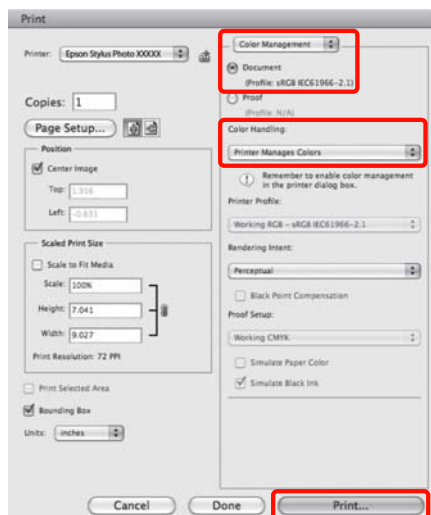 Print
Printer: Epson Stylus Photo XXXXX
Copies: 1
Page Setup...
Position
Center Image
Top: 1.956
Left: -0.831
Scaled Print Size
Scale to Fit Media
Scale: 100%
Height: 7.041
Width: 9.027
Print Resolution: 72 PPI
Print Selected Area
Bounding Box
Units: inches
Color Management
Document
(Profile: sRGB IEC61966-2.1)
Proof
(Profile: N/A)
Color Handling:
Printer Manages Colors
Remember to enable color management
in the printer dialog box.
Printer Profile:
Working RGB - sRGB IEC61966-2.1
Rendering Intent:
Perceptual
Black Point Compensation
Proof Setup:
Working CMYK
Simulate Paper Color
Simulate Black Ink
Cancel
Done
Print...